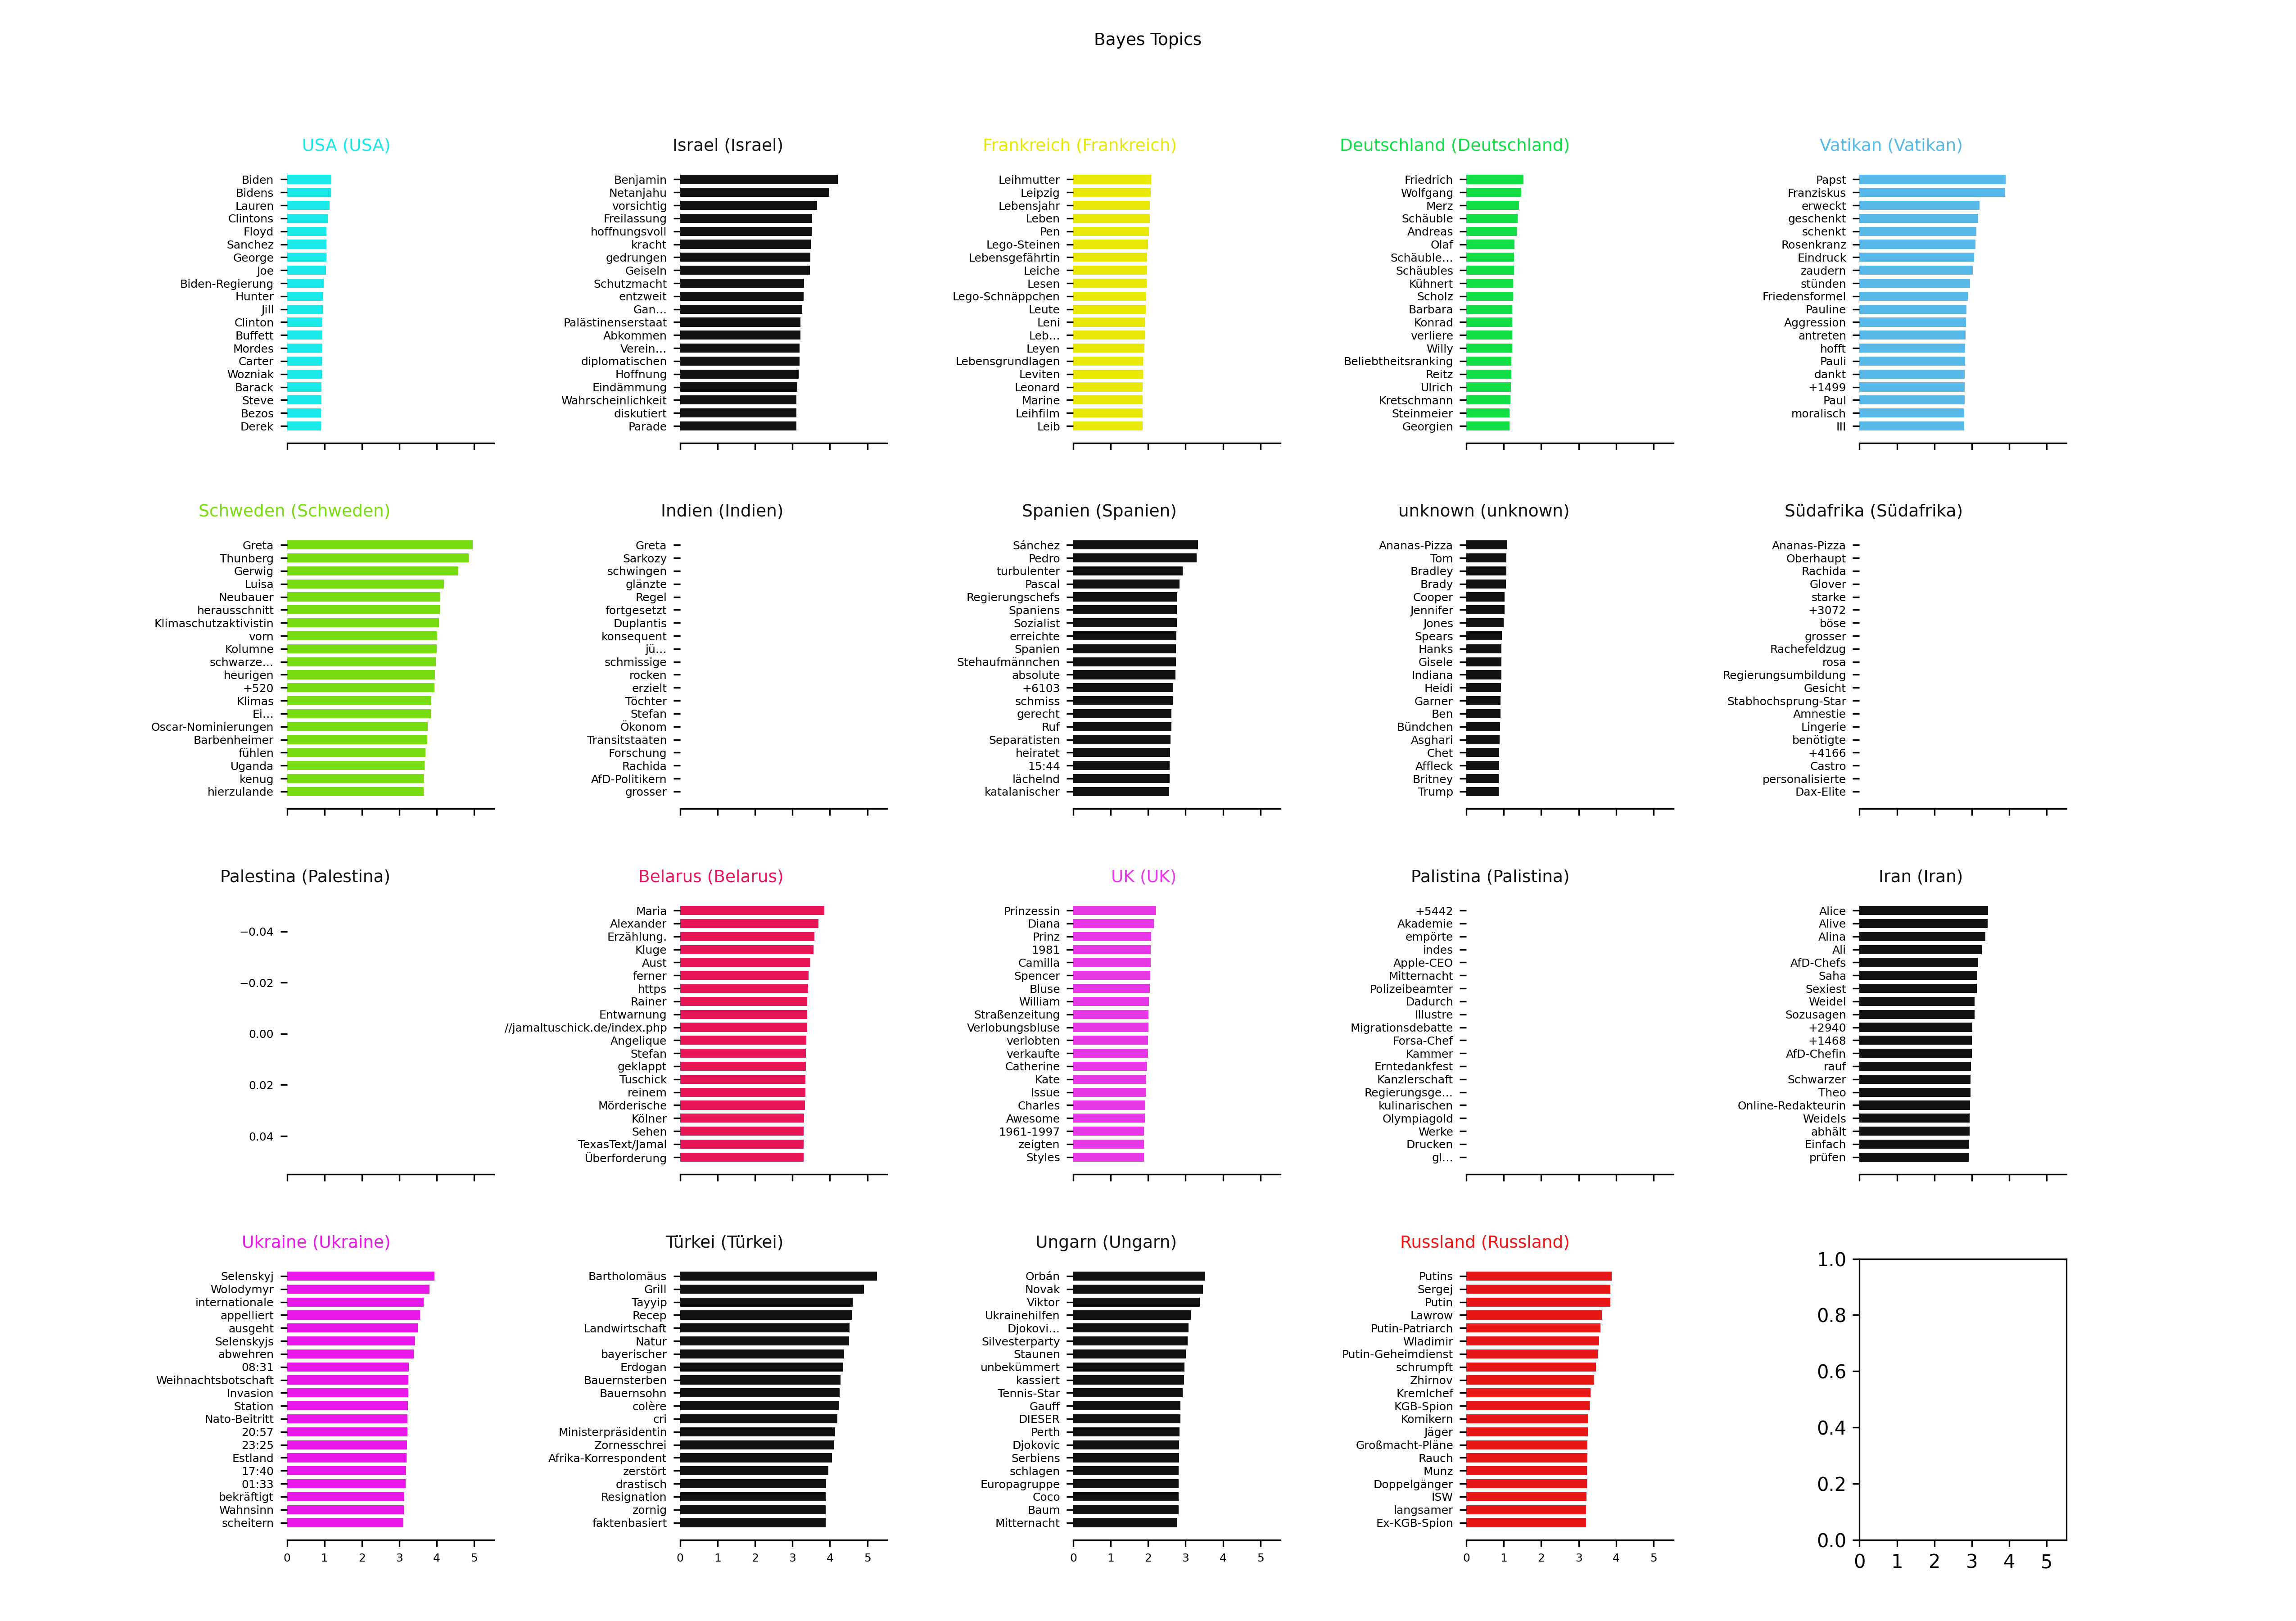 Bayes Topics
USA (USA)
Biden
Bidens
Lauren
Clintons
Floyd
Sanchez
George
Joe
Biden-Regierung
Hunter
Jill
Clinton
Buffett
Mordes
Carter
Wozniak
Barack
Steve
Bezos
Derek
Israel (Israel)
Benjamin
Netanjahu
vorsichtig
Freilassung
hoffnungsvoll
kracht
gedrungen
Geiseln
Schutzmacht
entzweit
Gan…
Palästinenserstaat
Abkommen
Verein…
diplomatischen
Hoffnung
Eindämmung
Wahrscheinlichkeit
diskutiert
Parade
Frankreich (Frankreich)
Leihmutter
Leipzig
Lebensjahr
Leben
Pen
Lego-Steinen
Lebensgefährtin
Leiche
Lesen
Lego-Schnäppchen
Leute
Leni
Leb…
Leyen
Lebensgrundlagen
Leviten
Leonard
Marine
Leihfilm
Leib
Deutschland (Deutschland)
Friedrich
Wolfgang
Merz
Schäuble
Andreas
Olaf
Schäuble…
Schäubles
Kühnert
Scholz
Barbara
Konrad
verliere
Willy
Beliebtheitsranking
Reitz
Ulrich
Kretschmann
Steinmeier
Georgien
Vatikan (Vatikan)
Papst
Franziskus
erweckt
geschenkt
schenkt
Rosenkranz
Eindruck
zaudern
stünden
Friedensformel
Pauline
Aggression
antreten
hofft
Pauli
dankt
+1499
Paul
moralisch
III
Schweden (Schweden)
Greta
Thunberg
Gerwig
Luisa
Neubauer
herausschnitt
Klimaschutzaktivistin
vorn
Kolumne
schwarze…
heurigen
+520
Klimas
Ei…
Oscar-Nominierungen
Barbenheimer
fühlen
Uganda
kenug
hierzulande
Indien (Indien)
Greta
Sarkozy
schwingen
glänzte
Regel
fortgesetzt
Duplantis
konsequent
jü…
schmissige
rocken
erzielt
Töchter
Stefan
Ökonom
Transitstaaten
Forschung
Rachida
AfD-Politikern
grosser
Spanien (Spanien)
Sánchez
Pedro
turbulenter
Pascal
Regierungschefs
Spaniens
Sozialist
erreichte
Spanien
Stehaufmännchen
absolute
+6103
schmiss
gerecht
Ruf
Separatisten
heiratet
15:44
lächelnd
katalanischer
unknown (unknown)
Ananas-Pizza
Tom
Bradley
Brady
Cooper
Jennifer
Jones
Spears
Hanks
Gisele
Indiana
Heidi
Garner
Ben
Bündchen
Asghari
Chet
Affleck
Britney
Trump
Südafrika (Südafrika)
Ananas-Pizza
Oberhaupt
Rachida
Glover
starke
+3072
böse
grosser
Rachefeldzug
rosa
Regierungsumbildung
Gesicht
Stabhochsprung-Star
Amnestie
Lingerie
benötigte
+4166
Castro
personalisierte
Dax-Elite
Palestina (Palestina)
−0.04
−0.02
0.00
0.02
0.04
Belarus (Belarus)
Maria
Alexander
Erzählung.
Kluge
Aust
ferner
https
Rainer
Entwarnung
//jamaltuschick.de/index.php
Angelique
Stefan
geklappt
Tuschick
reinem
Mörderische
Kölner
Sehen
TexasText/Jamal
Überforderung
UK (UK)
Prinzessin
Diana
Prinz
1981
Camilla
Spencer
Bluse
William
Straßenzeitung
Verlobungsbluse
verlobten
verkaufte
Catherine
Kate
Issue
Charles
Awesome
1961-1997
zeigten
Styles
Palistina (Palistina)
+5442
Akademie
empörte
indes
Apple-CEO
Mitternacht
Polizeibeamter
Dadurch
Illustre
Migrationsdebatte
Forsa-Chef
Kammer
Erntedankfest
Kanzlerschaft
Regierungsge…
kulinarischen
Olympiagold
Werke
Drucken
gl…
Iran (Iran)
Alice
Alive
Alina
Ali
AfD-Chefs
Saha
Sexiest
Weidel
Sozusagen
+2940
+1468
AfD-Chefin
rauf
Schwarzer
Theo
Online-Redakteurin
Weidels
abhält
Einfach
prüfen
Ukraine (Ukraine)
Selenskyj
Wolodymyr
internationale
appelliert
ausgeht
Selenskyjs
abwehren
08:31
Weihnachtsbotschaft
Invasion
Station
Nato-Beitritt
20:57
23:25
Estland
17:40
01:33
bekräftigt
Wahnsinn
scheitern
0 1 2 3 4 5
Türkei (Türkei)
Bartholomäus
Grill
Tayyip
Recep
Landwirtschaft
Natur
bayerischer
Erdogan
Bauernsterben
Bauernsohn
colère
cri
Ministerpräsidentin
Zornesschrei
Afrika-Korrespondent
zerstört
drastisch
Resignation
zornig
faktenbasiert
0 1 2 3 4 5
Ungarn (Ungarn)
Orbán
Novak
Viktor
Ukrainehilfen
Djokovi…
Silvesterparty
Staunen
unbekümmert
kassiert
Tennis-Star
Gauff
DIESER
Perth
Djokovic
Serbiens
schlagen
Europagruppe
Coco
Baum
Mitternacht
0 1 2 3 4 5
Russland (Russland)
Putins
Sergej
Putin
Lawrow
Putin-Patriarch
Wladimir
Putin-Geheimdienst
schrumpft
Zhirnov
Kremlchef
KGB-Spion
Komikern
Jäger
Großmacht-Pläne
Rauch
Munz
Doppelgänger
ISW
langsamer
Ex-KGB-Spion
0 1 2 3 4 5
1.0
0.8
0.6
0.4
0.2
0.0
0 1 2 3 4 5